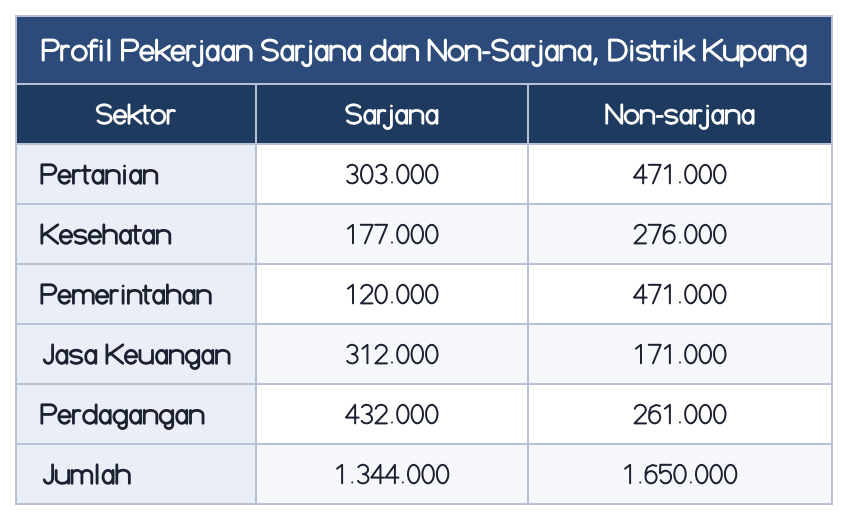 Profil Pekerjaan Sarjana dan Non-Sarjana, Distrik Kupang
Sektor Sarjana Non-sarjana
Pertanian 303.000 471.000
Kesehatan 177.000 276.000
Pemerintahan 120.000 471.000
Jasa Keuangan 312.000 171.000
Perdagangan 432.000 261.000
Jumlah 1.344.000 1.650.000